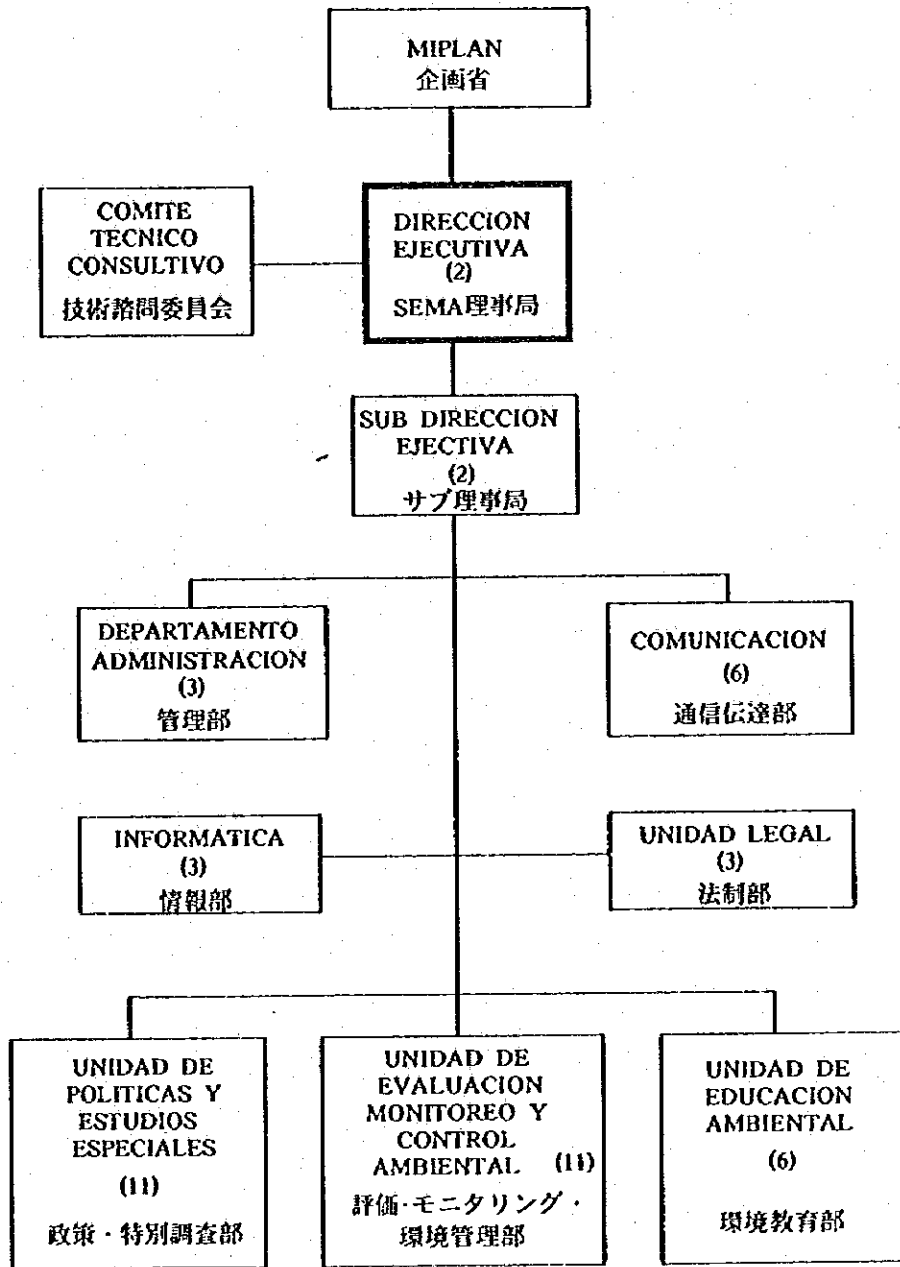 MIPLAN
企画省
COMITE
TECNICO
CONSULTIVO
技術諮問委員会
DIRECCION
EJECUTIVA
(2)
SEMA理事局
SUB DIRECCION
EJECTIVA
(2)
サブ理事局
DEPARTAMENTO
ADMINISTRACION
(3)
管理部
COMUNICACION
(6)
通信伝達部
INFORMATICA
(3)
情報部
UNIDAD LEGAL
(3)
法制部
UNIDAD DE
POLITICAS Y
ESTUDIOS
ESPECIALES
(11)
政策・特別調査部
UNIDAD DE
EVALUACION
MONITOREO Y
CONTROL
AMBIENTAL (11)
評価・モニタリング・
環境管理部
UNIDAD DE
EDUCACION
AMBIENTAL
(6)
環境教育部